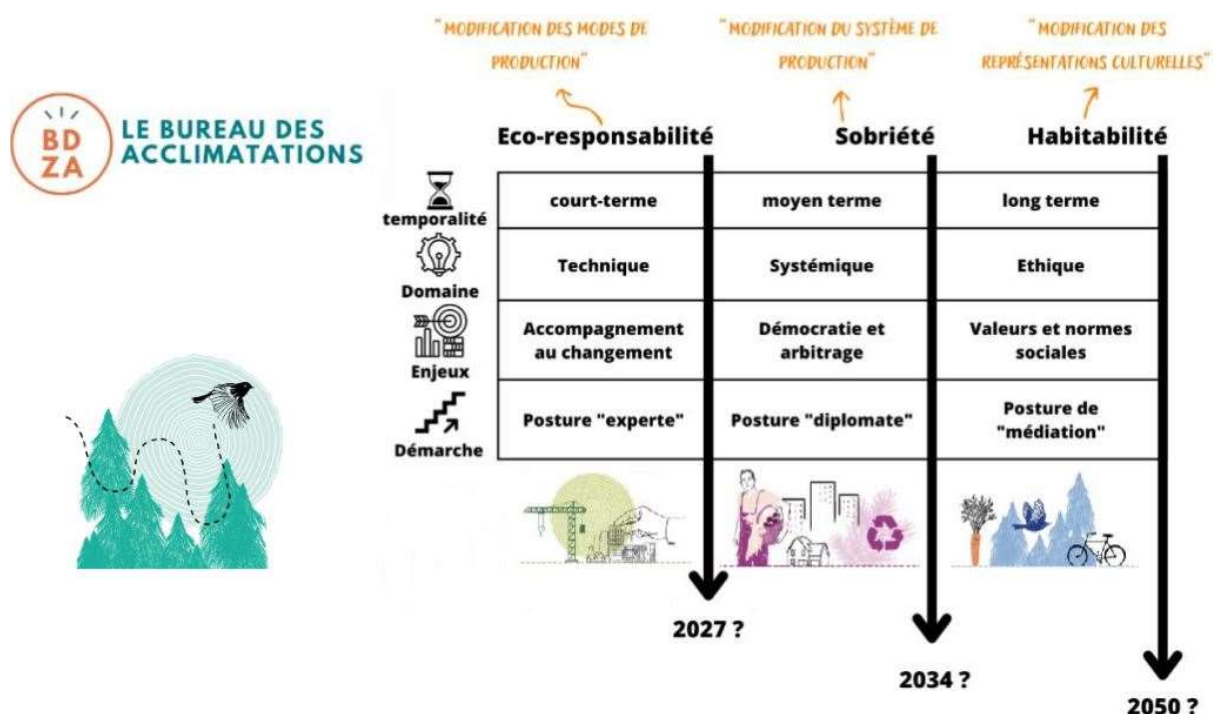 "MODIFICATION DES MODES DE
PRODUCTION"
"MODIFICATION DU SYSTÈME DE
PRODUCTION"
"MODIFICATION DES
REPRÉSENTATIONS CULTURELLES"
BD
ZA
LE BUREAU DES
ACCLIMATATIONS
Eco-responsabilité
Sobriété
Habitabilité
temporalité
court-terme
moyen terme
long terme
Domaine
Technique
Systémique
Ethique
Enjeux
Accompagnement
au changement
Démocratie et
arbitrage
Valeurs et normes
sociales
Démarche
Posture "experte"
Posture "diplomate"
Posture de
"médiation"
2027 ?
2034 ?
2050 ?